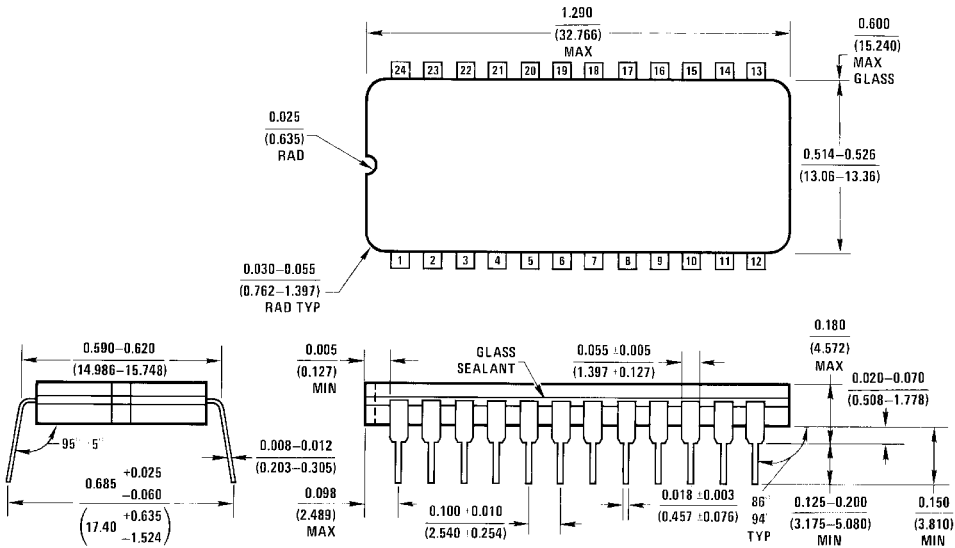 1.290
(32.766)
MAX
0.600
(15.240)
MAX
GLASS
24 23 22 21 20 19 18 17 16 15 14 13
0.025
(0.635)
RAD
0.514–0.526
(13.06–13.36)
1 2 3 4 5 6 7 8 9 10 11 12
0.030–0.055
(0.762–1.397)
RAD TYP
0.590–0.620
(14.986–15.748)
0.005
(0.127)
MIN
GLASS
SEALANT
0.055 ±0.005
(1.397 ±0.127)
0.180
(4.572)
MAX
0.020–0.070
(0.508–1.778)
95° 5°
0.008–0.012
(0.203–0.305)
0.685 +0.025
−0.060
(17.40 +0.635
−1.524)
0.098
(2.489)
MAX
0.100 ±0.010
(2.540 ±0.254)
0.018 ±0.003
(0.457 ±0.076)
86°
94°
TYP
0.125–0.200
(3.175–5.080)
MIN
0.150
(3.810)
MIN